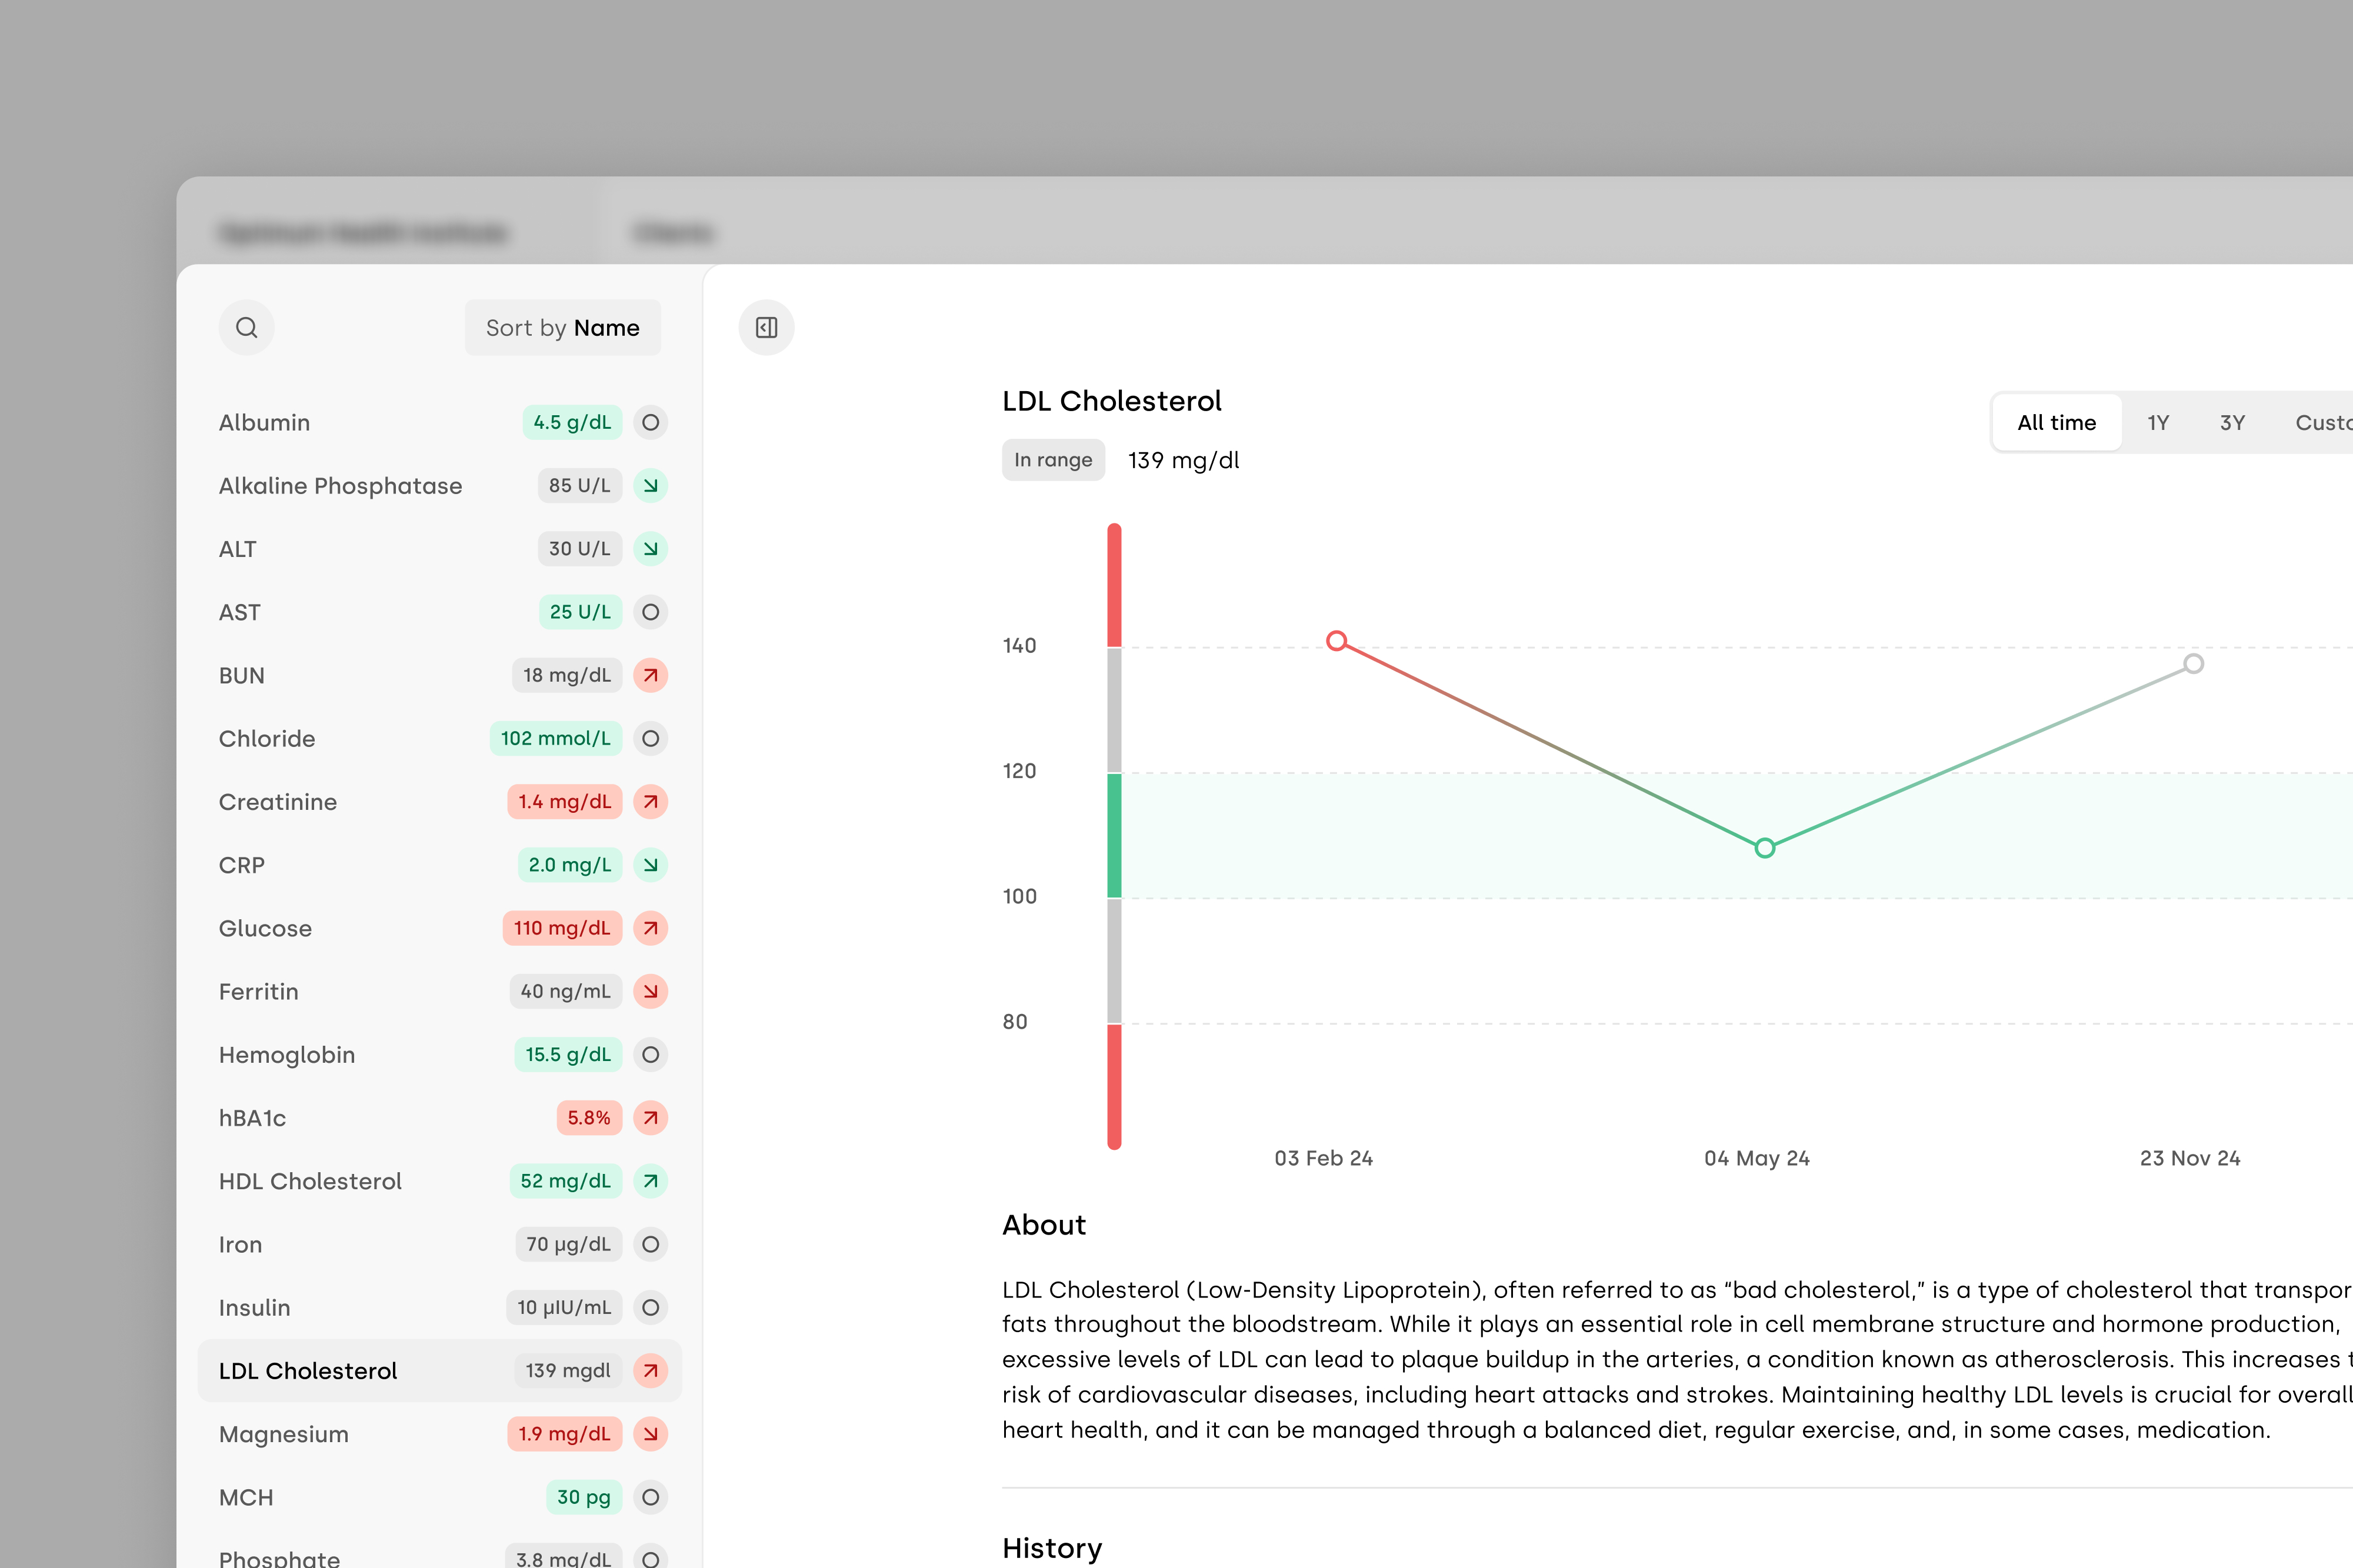 Optimum Health Institute
Clients
Sort by Name
Albumin 4.5 g/dL
Alkaline Phosphatase 85 U/L
ALT 30 U/L
AST 25 U/L
BUN 18 mg/dL
Chloride 102 mmol/L
Creatinine 1.4 mg/dL
CRP 2.0 mg/L
Glucose 110 mg/dL
Ferritin 40 ng/mL
Hemoglobin 15.5 g/dL
hBA1c 5.8%
HDL Cholesterol 52 mg/dL
Iron 70 µg/dL
Insulin 10 µIU/mL
LDL Cholesterol 139 mgdl
Magnesium 1.9 mg/dL
MCH 30 pg
Phosphate 3.8 mg/dL
LDL Cholesterol
In range 139 mg/dl
All time 1Y 3Y Custo
140
120
100
80
03 Feb 24 04 May 24 23 Nov 24
About
LDL Cholesterol (Low-Density Lipoprotein), often referred to as “bad cholesterol,” is a type of cholesterol that transpor
fats throughout the bloodstream. While it plays an essential role in cell membrane structure and hormone production,
excessive levels of LDL can lead to plaque buildup in the arteries, a condition known as atherosclerosis. This increases t
risk of cardiovascular diseases, including heart attacks and strokes. Maintaining healthy LDL levels is crucial for overall
heart health, and it can be managed through a balanced diet, regular exercise, and, in some cases, medication.
History